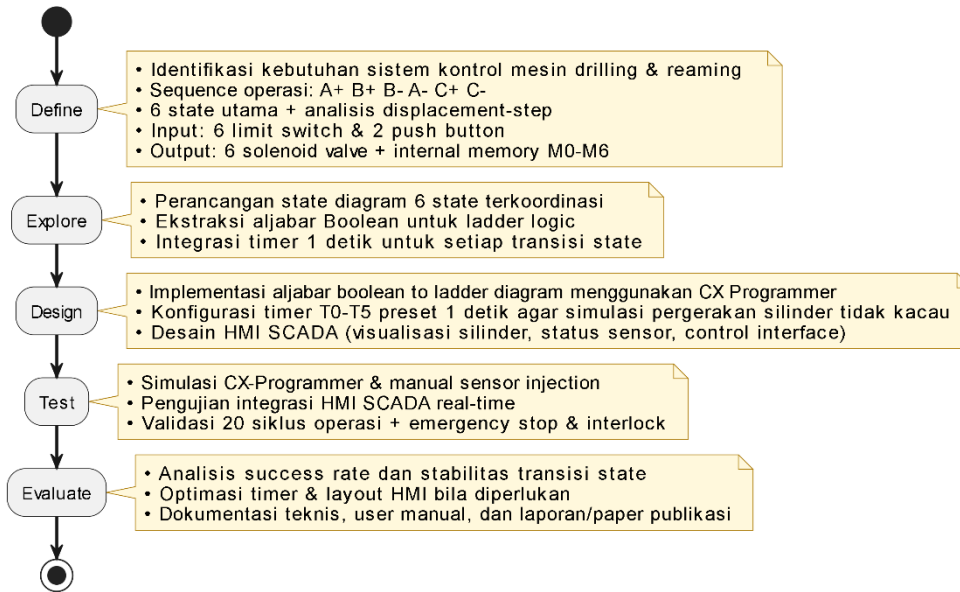 Define
• Identifikasi kebutuhan sistem kontrol mesin drilling & reaming
• Sequence operasi: A+ B+ B- A- C+ C-
• 6 state utama + analisis displacement-step
• Input: 6 limit switch & 2 push button
• Output: 6 solenoid valve + internal memory M0-M6
Explore
• Perancangan state diagram 6 state terkoordinasi
• Ekstraksi aljabar Boolean untuk ladder logic
• Integrasi timer 1 detik untuk setiap transisi state
Design
• Implementasi aljabar boolean to ladder diagram menggunakan CX Programmer
• Konfigurasi timer T0-T5 preset 1 detik agar simulasi pergerakan silinder tidak kacau
• Desain HMI SCADA (visualisasi silinder, status sensor, control interface)
Test
• Simulasi CX-Programmer & manual sensor injection
• Pengujian integrasi HMI SCADA real-time
• Validasi 20 siklus operasi + emergency stop & interlock
Evaluate
• Analisis success rate dan stabilitas transisi state
• Optimasi timer & layout HMI bila diperlukan
• Dokumentasi teknis, user manual, dan laporan/paper publikasi